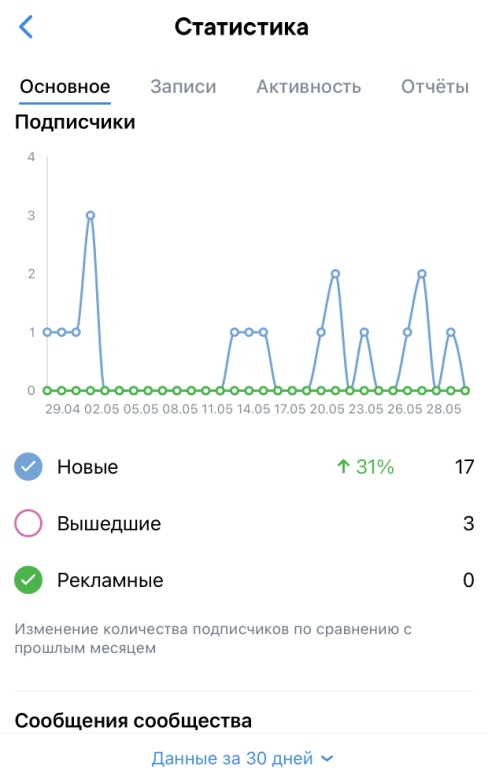 Статистика
Основное Записи Активность Отчёты
Подписчики
4
3
2
1
0
29.04 02.05 05.05 08.05 11.05 14.05 17.05 20.05 23.05 26.05 28.05
Новые 31% 17
Вышедшие 3
Рекламные 0
Изменение количества подписчиков по сравнению с
прошлым месяцем
Сообщения сообщества
Данные за 30 дней